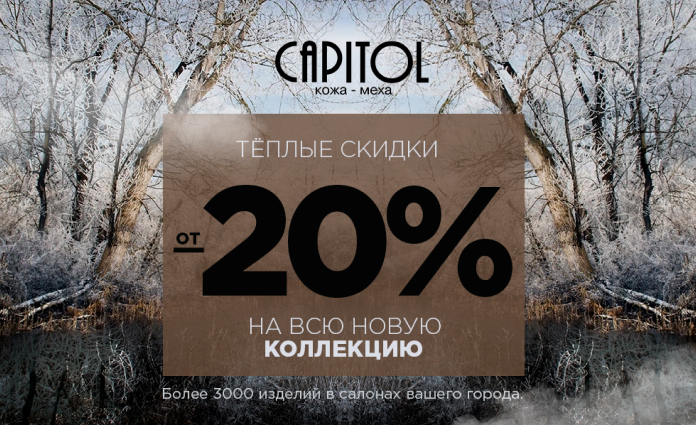 CAPITOL
кожа - меха
ТЁПЛЫЕ СКИДКИ
ОТ 20%
НА ВСЮ НОВУЮ
КОЛЛЕКЦИЮ
Более 3000 изделий в салонах вашего города.